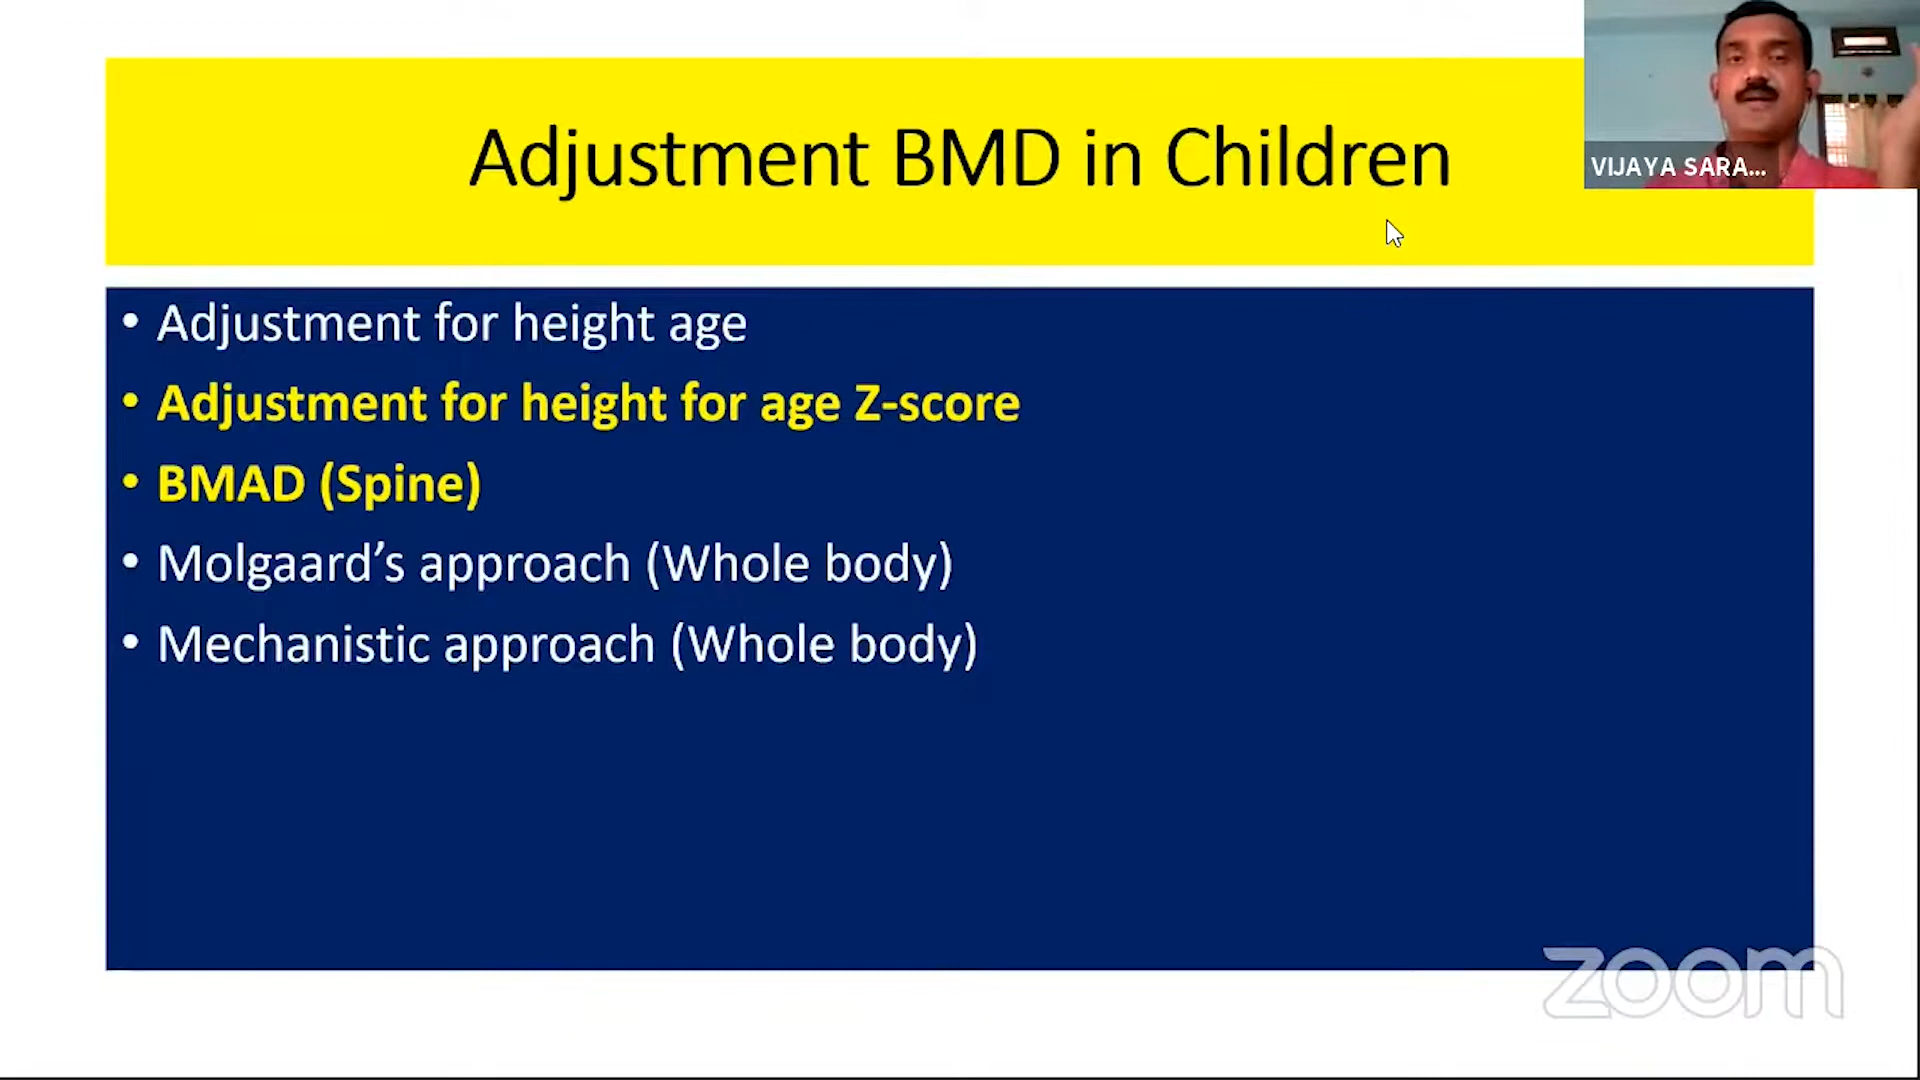 Adjustment BMD in Children
VIJAYA SARA...
• Adjustment for height age
• Adjustment for height for age Z-score
• BMAD (Spine)
• Molgaard’s approach (Whole body)
• Mechanistic approach (Whole body)
zoom